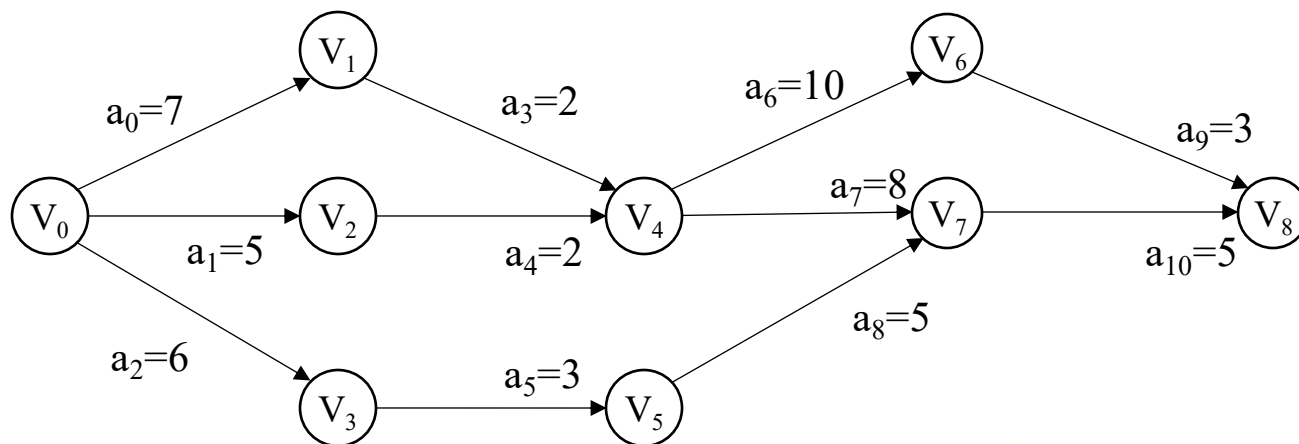 V₁
V₆
a₀=7
a₃=2
a₆=10
a₉=3
V₀
V₂
V₄
a₇=8
V₇
V₈
a₁=5
a₄=2
a₁₀=5
a₂=6
a₅=3
a₈=5
V₃
V₅